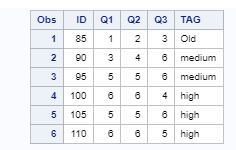 Obs ID Q1 Q2 Q3 TAG
1 85 1 2 3 Old
2 90 3 4 6 medium
3 95 5 5 6 medium
4 100 6 6 4 high
5 105 5 5 6 high
6 110 6 6 5 high